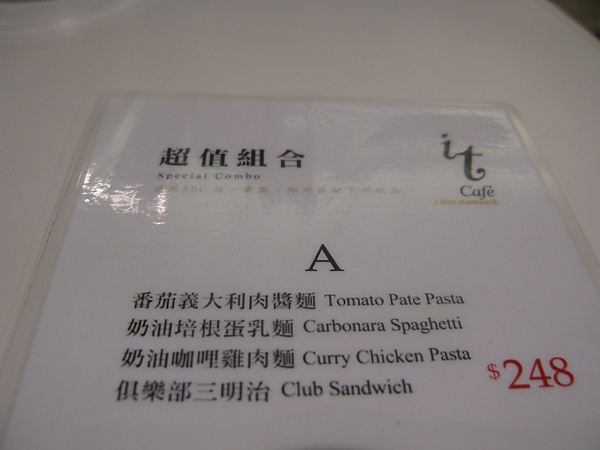 超值組合
Special Combo
it
Café
A
番茄義大利肉醬麵 Tomato Pate Pasta
奶油培根蛋乳麵 Carbonara Spaghetti
奶油咖哩雞肉麵 Curry Chicken Pasta
俱樂部三明治 Club Sandwich
$248